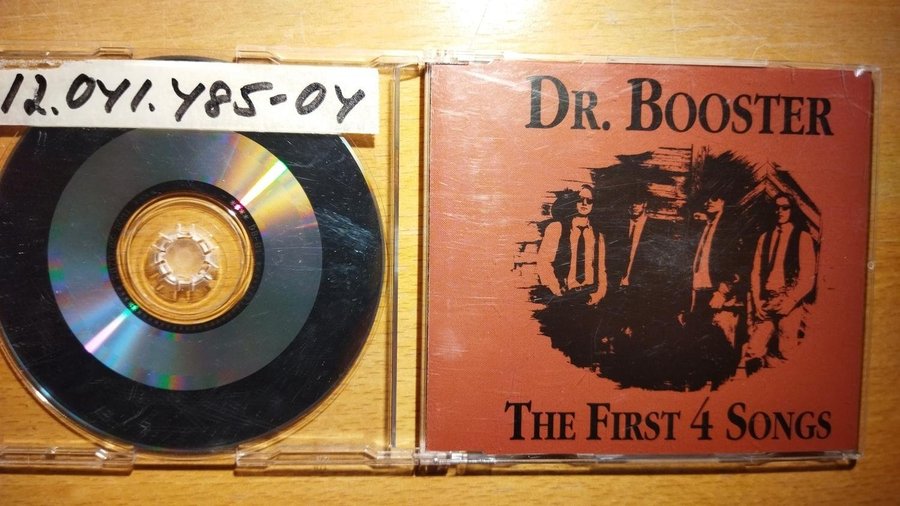 12.041.485-04
DR. BOOSTER
THE FIRST 4 SONGS